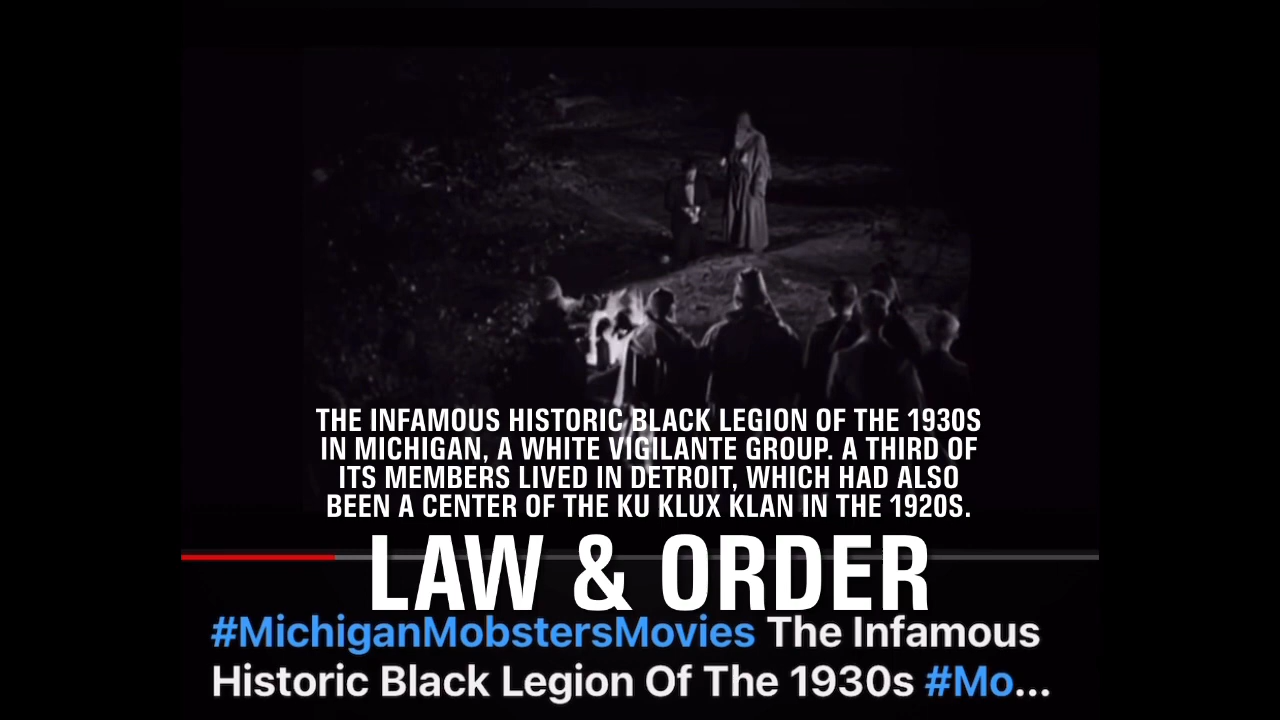 THE INFAMOUS HISTORIC BLACK LEGION OF THE 1930S
IN MICHIGAN, A WHITE VIGILANTE GROUP. A THIRD OF
ITS MEMBERS LIVED IN DETROIT, WHICH HAD ALSO
BEEN A CENTER OF THE KU KLUX KLAN IN THE 1920S.
LAW & ORDER
#MichiganMobstersMovies The Infamous
Historic Black Legion Of The 1930s #Mo...